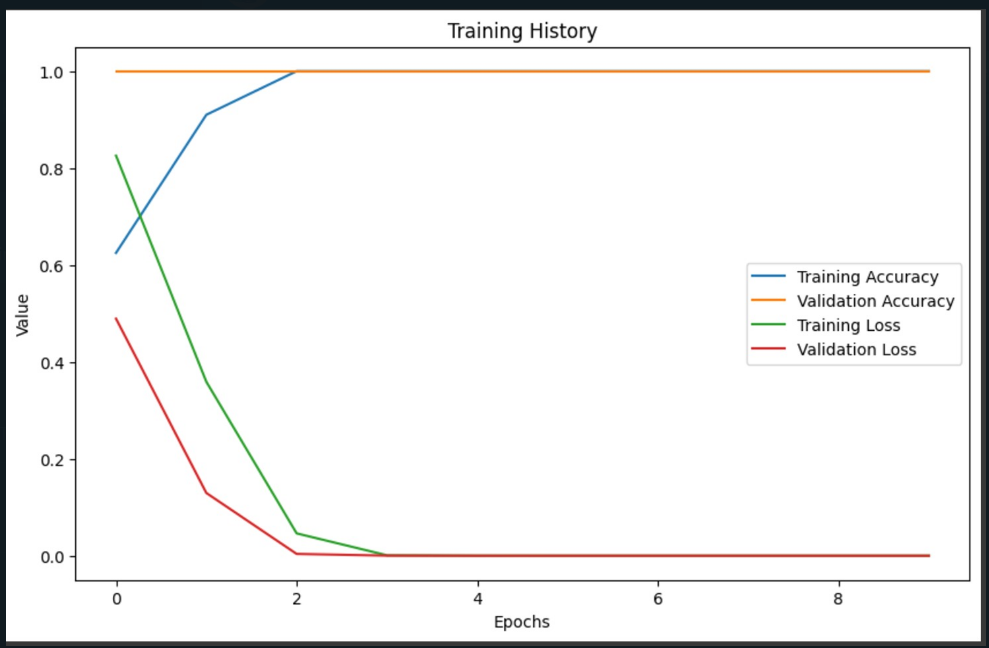 Training History
1.0
0.8
0.6
0.4
0.2
0.0
Value
Training Accuracy
Validation Accuracy
Training Loss
Validation Loss
0 2 4 6 8
Epochs